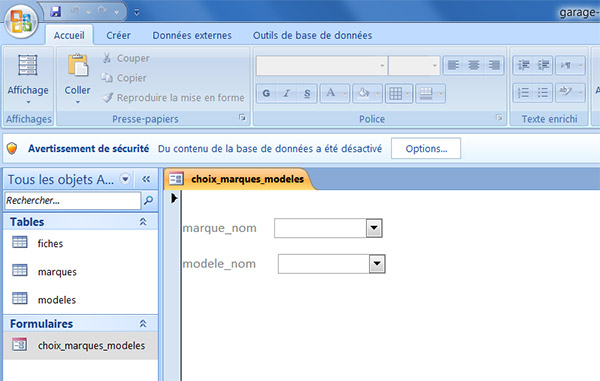 garage-
Accueil Créer Données externes Outils de base de données
Affichage
Coller
Couper
Copier
Reproduire la mise en forme
G I S A
ab
Affichages Presse-papiers Police Texte enrichi
Avertissement de sécurité Du contenu de la base de données a été désactivé Options...
Tous les objets A...
choix_marques_modeles
Rechercher...
Tables
fiches
marques
modeles
Formulaires
choix_marques_modeles
marque_nom
modele_nom